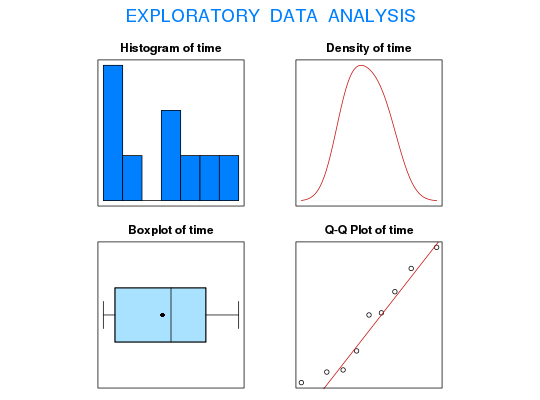 EXPLORATORY DATA ANALYSIS
Histogram of time
Density of time
Boxplot of time
Q-Q Plot of time